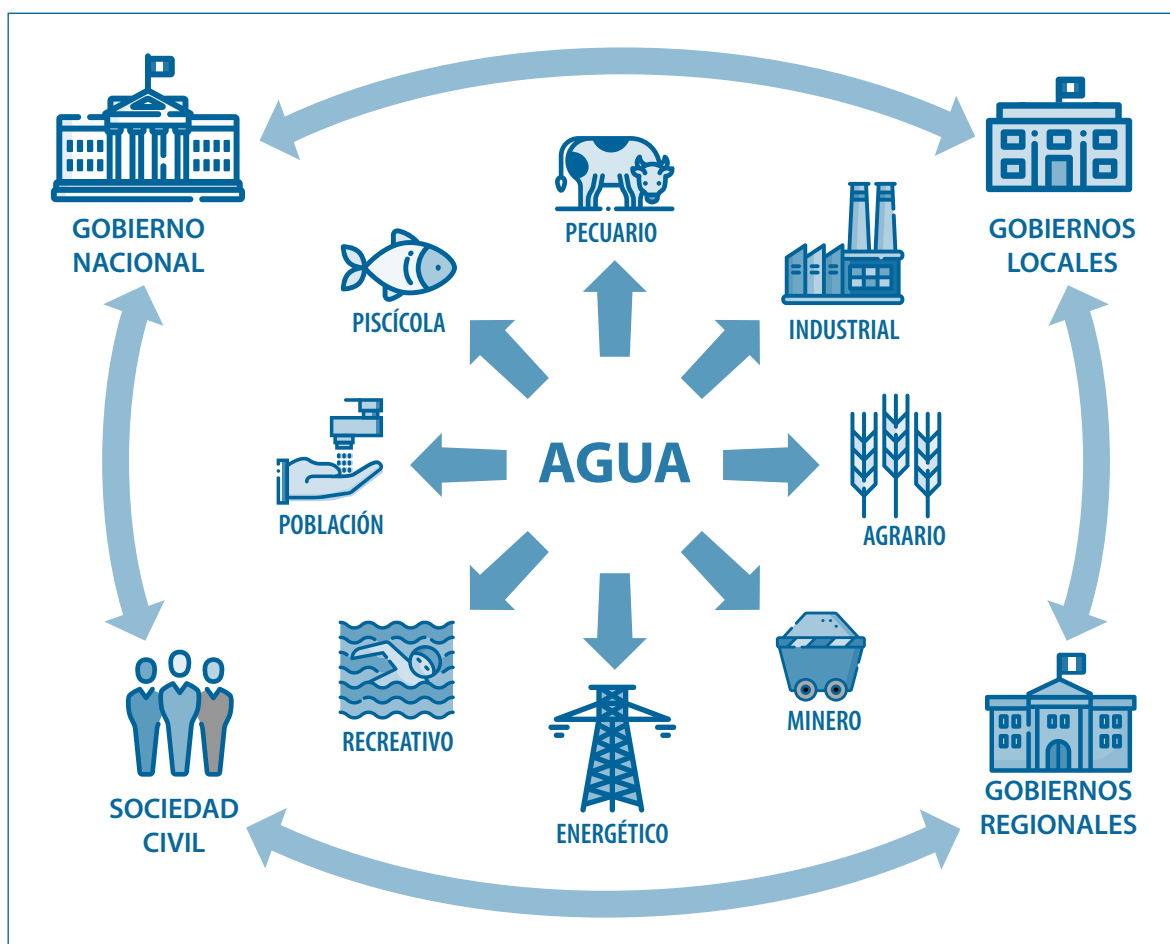 GOBIERNO
NACIONAL
GOBIERNOS
LOCALES
PECUARIO
PISCÍCOLA
INDUSTRIAL
AGUA
POBLACIÓN
AGRARIO
RECREATIVO
MINERO
ENERGÉTICO
SOCIEDAD
CIVIL
GOBIERNOS
REGIONALES